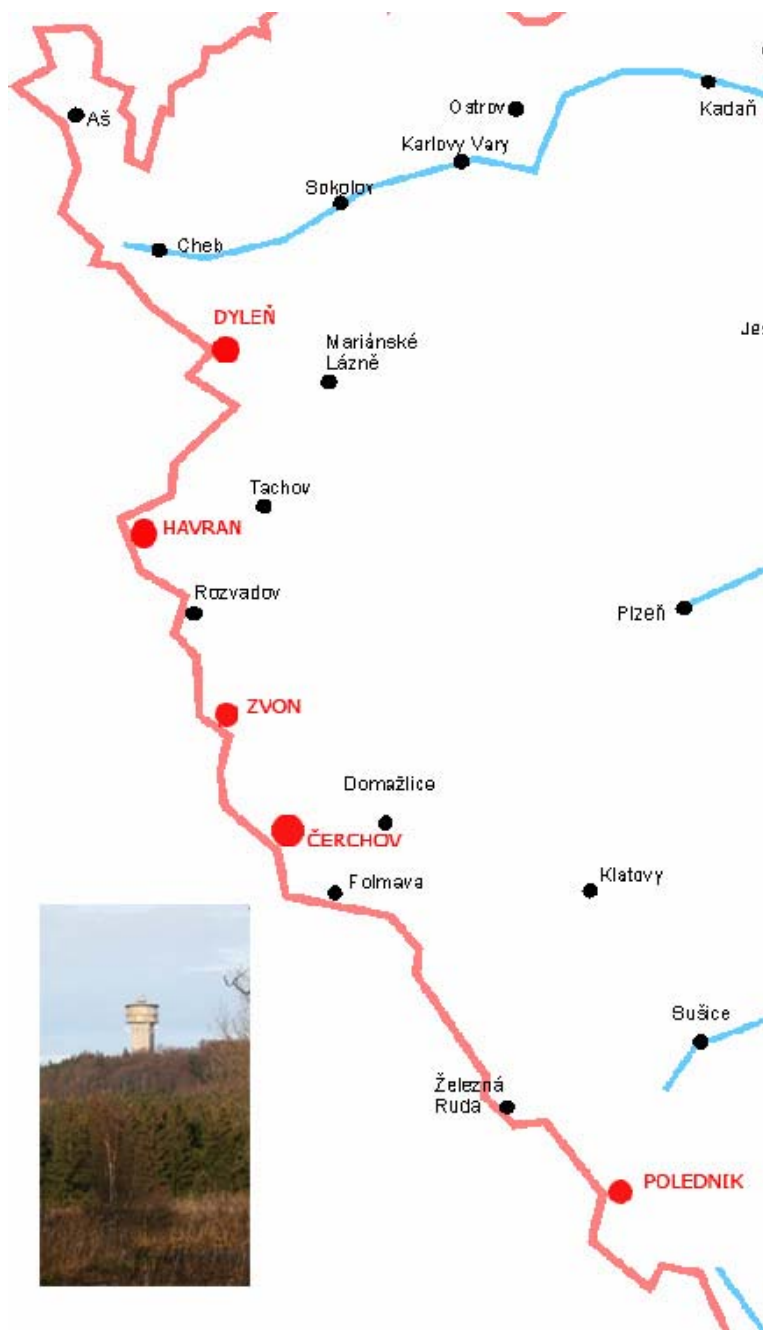 Aš
Ostrov
Kadaň
Karlovy Vary
Sokolov
Cheb
DYLEŇ
Mariánské
Lázně
Tachov
HAVRAN
Rozvadov
Plzeň
ZVON
Domažlice
ČERCHOV
Folmava
Klatovy
Sušice
Železná
Ruda
POLEDNIK